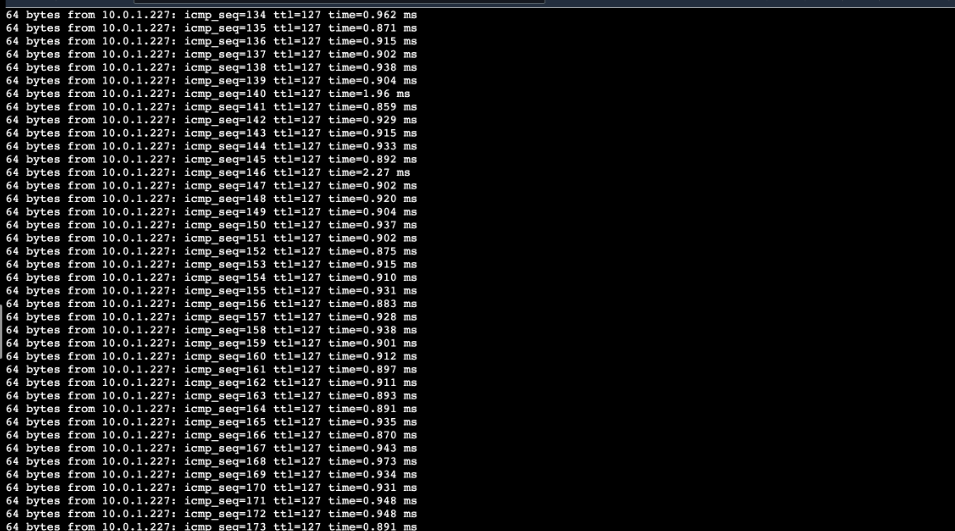 64 bytes from 10.0.1.227: icmp_seq=134 ttl=127 time=0.962 ms
64 bytes from 10.0.1.227: icmp_seq=135 ttl=127 time=0.871 ms
64 bytes from 10.0.1.227: icmp_seq=136 ttl=127 time=0.915 ms
64 bytes from 10.0.1.227: icmp_seq=137 ttl=127 time=0.902 ms
64 bytes from 10.0.1.227: icmp_seq=138 ttl=127 time=0.938 ms
64 bytes from 10.0.1.227: icmp_seq=139 ttl=127 time=0.904 ms
64 bytes from 10.0.1.227: icmp_seq=140 ttl=127 time=1.96 ms
64 bytes from 10.0.1.227: icmp_seq=141 ttl=127 time=0.859 ms
64 bytes from 10.0.1.227: icmp_seq=142 ttl=127 time=0.929 ms
64 bytes from 10.0.1.227: icmp_seq=143 ttl=127 time=0.915 ms
64 bytes from 10.0.1.227: icmp_seq=144 ttl=127 time=0.933 ms
64 bytes from 10.0.1.227: icmp_seq=145 ttl=127 time=0.892 ms
64 bytes from 10.0.1.227: icmp_seq=146 ttl=127 time=2.27 ms
64 bytes from 10.0.1.227: icmp_seq=147 ttl=127 time=0.902 ms
64 bytes from 10.0.1.227: icmp_seq=148 ttl=127 time=0.920 ms
64 bytes from 10.0.1.227: icmp_seq=149 ttl=127 time=0.904 ms
64 bytes from 10.0.1.227: icmp_seq=150 ttl=127 time=0.937 ms
64 bytes from 10.0.1.227: icmp_seq=151 ttl=127 time=0.902 ms
64 bytes from 10.0.1.227: icmp_seq=152 ttl=127 time=0.875 ms
64 bytes from 10.0.1.227: icmp_seq=153 ttl=127 time=0.915 ms
64 bytes from 10.0.1.227: icmp_seq=154 ttl=127 time=0.910 ms
64 bytes from 10.0.1.227: icmp_seq=155 ttl=127 time=0.931 ms
64 bytes from 10.0.1.227: icmp_seq=156 ttl=127 time=0.883 ms
64 bytes from 10.0.1.227: icmp_seq=157 ttl=127 time=0.928 ms
64 bytes from 10.0.1.227: icmp_seq=158 ttl=127 time=0.938 ms
64 bytes from 10.0.1.227: icmp_seq=159 ttl=127 time=0.901 ms
64 bytes from 10.0.1.227: icmp_seq=160 ttl=127 time=0.912 ms
64 bytes from 10.0.1.227: icmp_seq=161 ttl=127 time=0.897 ms
64 bytes from 10.0.1.227: icmp_seq=162 ttl=127 time=0.911 ms
64 bytes from 10.0.1.227: icmp_seq=163 ttl=127 time=0.893 ms
64 bytes from 10.0.1.227: icmp_seq=164 ttl=127 time=0.891 ms
64 bytes from 10.0.1.227: icmp_seq=165 ttl=127 time=0.935 ms
64 bytes from 10.0.1.227: icmp_seq=166 ttl=127 time=0.870 ms
64 bytes from 10.0.1.227: icmp_seq=167 ttl=127 time=0.943 ms
64 bytes from 10.0.1.227: icmp_seq=168 ttl=127 time=0.973 ms
64 bytes from 10.0.1.227: icmp_seq=169 ttl=127 time=0.934 ms
64 bytes from 10.0.1.227: icmp_seq=170 ttl=127 time=0.931 ms
64 bytes from 10.0.1.227: icmp_seq=171 ttl=127 time=0.948 ms
64 bytes from 10.0.1.227: icmp_seq=172 ttl=127 time=0.948 ms
64 bytes from 10.0.1.227: icmp_seq=173 ttl=127 time=0.891 ms